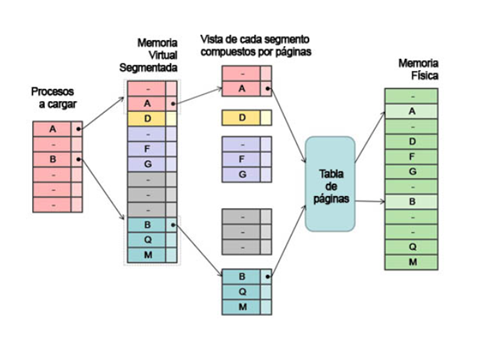 Procesos
a cargar
A
-
B
-
-
-
Memoria
Virtual
Segmentada
-
A
D
-
F
G
-
-
-
B
Q
M
Vista de cada segmento
compuestos por páginas
-
A
D
-
F
G
-
-
-
B
Q
M
Tabla
de
páginas
Memoria
Física
-
A
-
D
F
G
-
B
-
-
Q
M